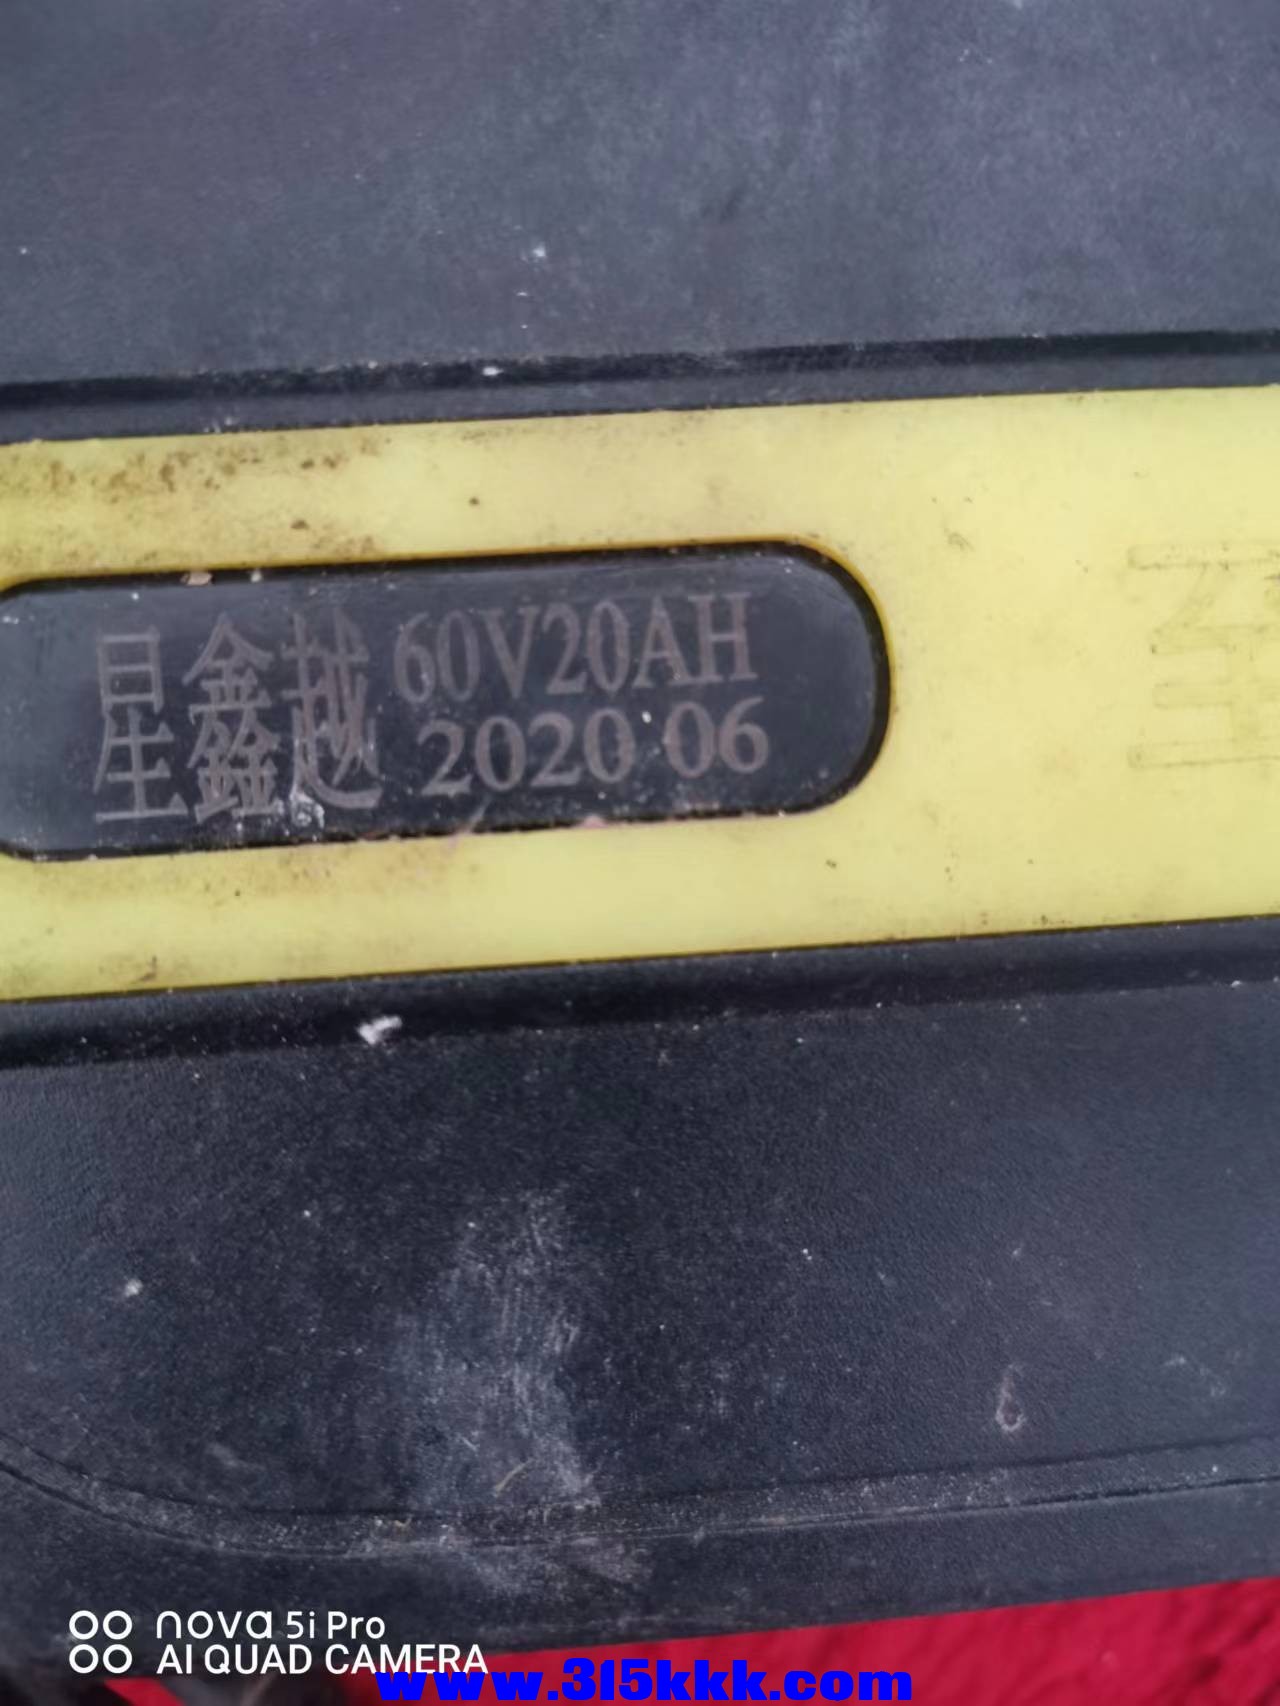 星鑫越 60V20AH
2020 06
nova 5i Pro
AI QUAD CAMERA
www.315kkk.com